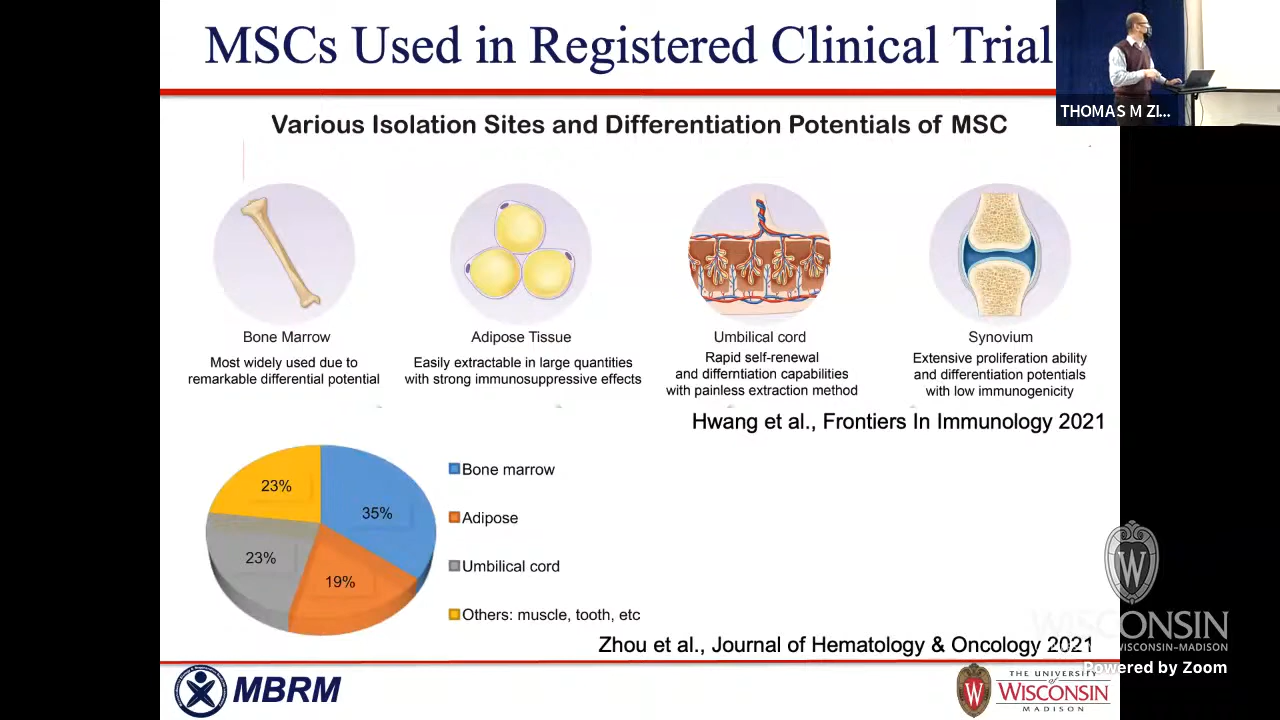 MSCs Used in Registered Clinical Trial
THOMAS M ZI...
Various Isolation Sites and Differentiation Potentials of MSC
Bone Marrow
Most widely used due to
remarkable differential potential
Adipose Tissue
Easily extractable in large quantities
with strong immunosuppressive effects
Umbilical cord
Rapid self-renewal
and differntiation capabilities
with painless extraction method
Synovium
Extensive proliferation ability
and differentiation potentials
with low immunogenicity
Hwang et al., Frontiers In Immunology 2021
23%
35%
23%
19%
Bone marrow
Adipose
Umbilical cord
Others: muscle, tooth, etc
Zhou et al., Journal of Hematology & Oncology 2021
W
WISCONSIN
WISCONSIN–MADISON
Powered by Zoom
MBRM
W
THE UNIVERSITY
of
WISCONSIN
MADISON